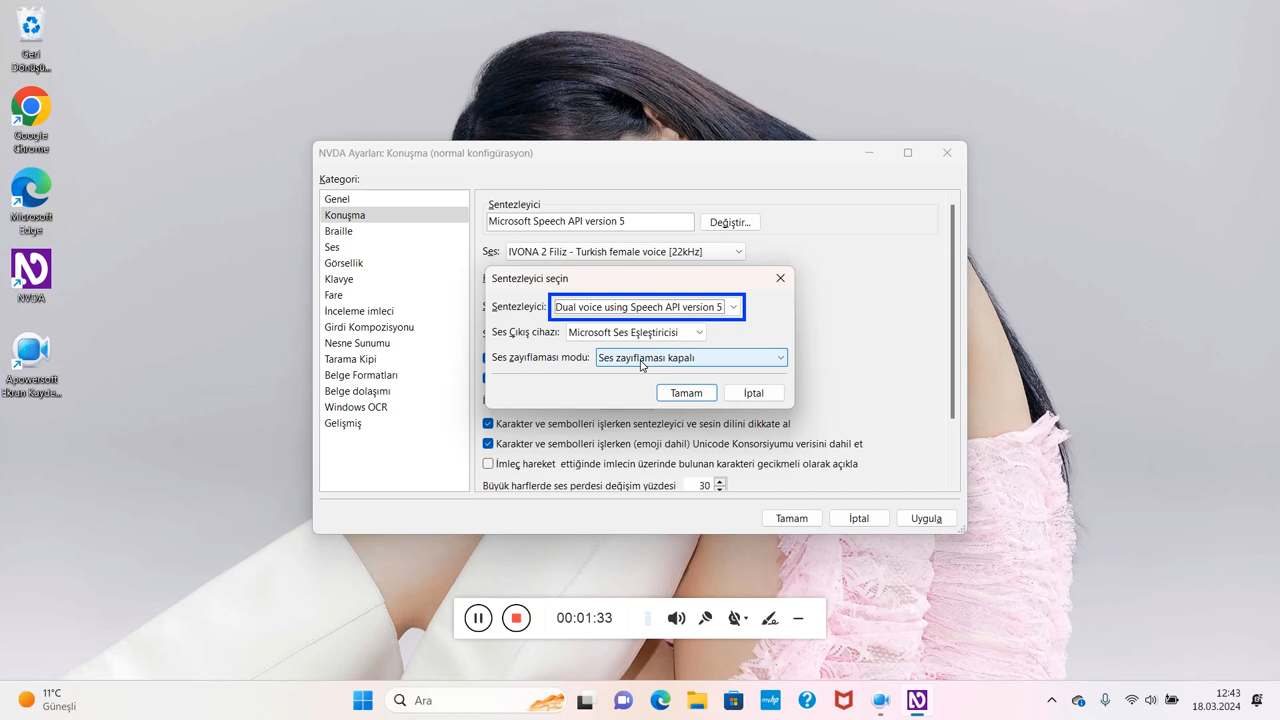 Geri
Dönüşü...
Google
Chrome
Microsoft
Edge
NVDA
Apowersoft
Ekran Kayde...
NVDA Ayarları: Konuşma (normal konfigürasyon)
Kategori:
Genel
Konuşma
Braille
Ses
Görsellik
Klavye
Fare
İnceleme imleci
Girdi Kompozisyonu
Nesne Sunumu
Tarama Kipi
Belge Formatları
Belge dolaşımı
Windows OCR
Gelişmiş
Sentezleyici
Microsoft Speech API version 5
Değiştir...
Ses:
IVONA 2 Filiz - Turkish female voice [22kHz]
Sentezleyici seçin
Sentezleyici:
Dual voice using Speech API version 5
Ses Çıkış cihazı:
Microsoft Ses Eşleştiricisi
Ses zayıflaması modu:
Ses zayıflaması kapalı
Tamam
İptal
Karakter ve sembolleri işlerken sentezleyici ve sesin dilini dikkate al
Karakter ve sembolleri işlerken (emoji dahil) Unicode Konsorsiyumu verisini dahil et
İmleç hareket ettiğinde imlecin üzerinde bulunan karakteri gecikmeli olarak açıkla
Büyük harflerde ses perdesi değişim yüzdesi
30
Tamam
İptal
Uygula
00:01:33
11°C
Güneşli
Ara
12:43
18.03.2024